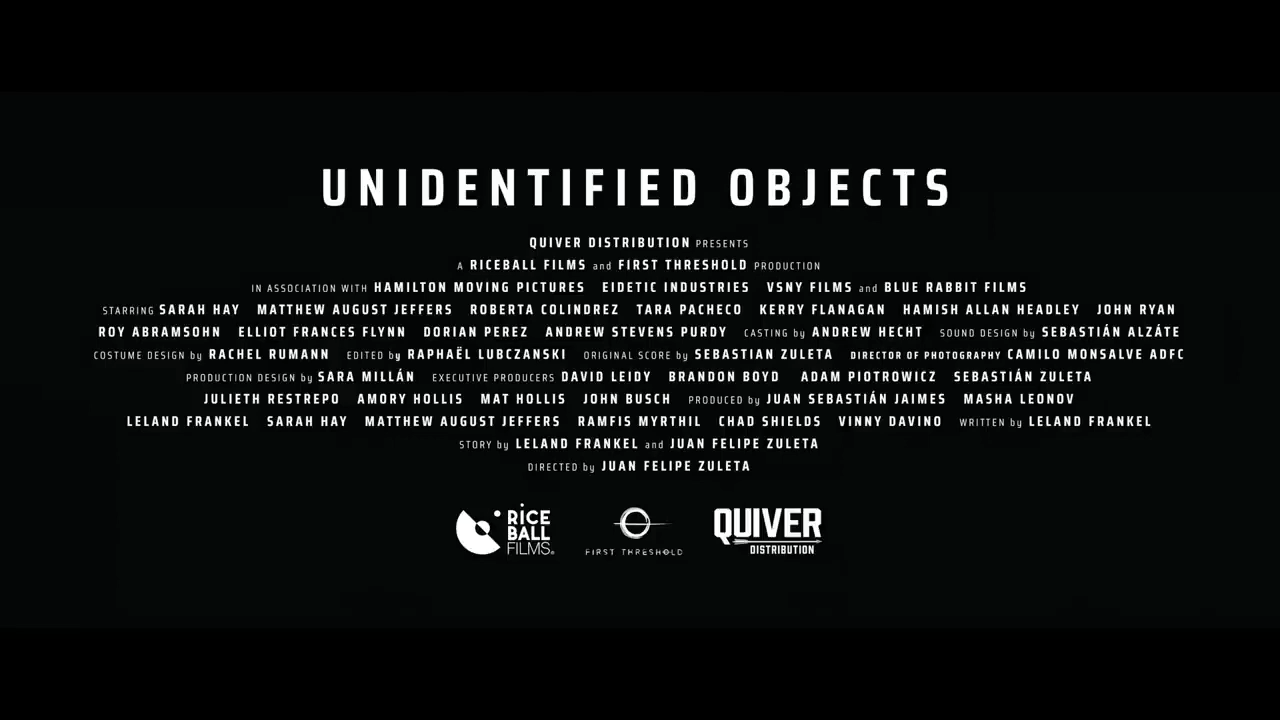 UNIDENTIFIED OBJECTS
QUIVER DISTRIBUTION PRESENTS
A RICEBALL FILMS and FIRST THRESHOLD PRODUCTION
IN ASSOCIATION WITH HAMILTON MOVING PICTURES EIDETIC INDUSTRIES VSNY FILMS and BLUE RABBIT FILMS
STARRING SARAH HAY MATTHEW AUGUST JEFFERS ROBERTA COLINDREZ TARA PACHECO KERRY FLANAGAN HAMISH ALLAN HEADLEY JOHN RYAN
ROY ABRAMSOHN ELLIOT FRANCES FLYNN DORIAN PEREZ ANDREW STEVENS PURDY CASTING by ANDREW HECHT SOUND DESIGN by SEBASTIÁN ALZÁTE
COSTUME DESIGN by RACHEL RUMANN EDITED by RAPHAËL LUBCZANSKI ORIGINAL SCORE by SEBASTIAN ZULETA DIRECTOR OF PHOTOGRAPHY CAMILO MONSALVE ADFC
PRODUCTION DESIGN by SARA MILLÁN EXECUTIVE PRODUCERS DAVID LEIDY BRANDON BOYD ADAM PIOTROWICZ SEBASTIÁN ZULETA
JULIETH RESTREPO AMORY HOLLIS MAT HOLLIS JOHN BUSCH PRODUCED by JUAN SEBASTIÁN JAIMES MASHA LEONOV
LELAND FRANKEL SARAH HAY MATTHEW AUGUST JEFFERS RAMFIS MYRTHIL CHAD SHIELDS VINNY DAVINO WRITTEN by LELAND FRANKEL
STORY by LELAND FRANKEL and JUAN FELIPE ZULETA
DIRECTED by JUAN FELIPE ZULETA
RICE
BALL
FILMS®
FIRST THRESHOLD
QUIVER
DISTRIBUTION